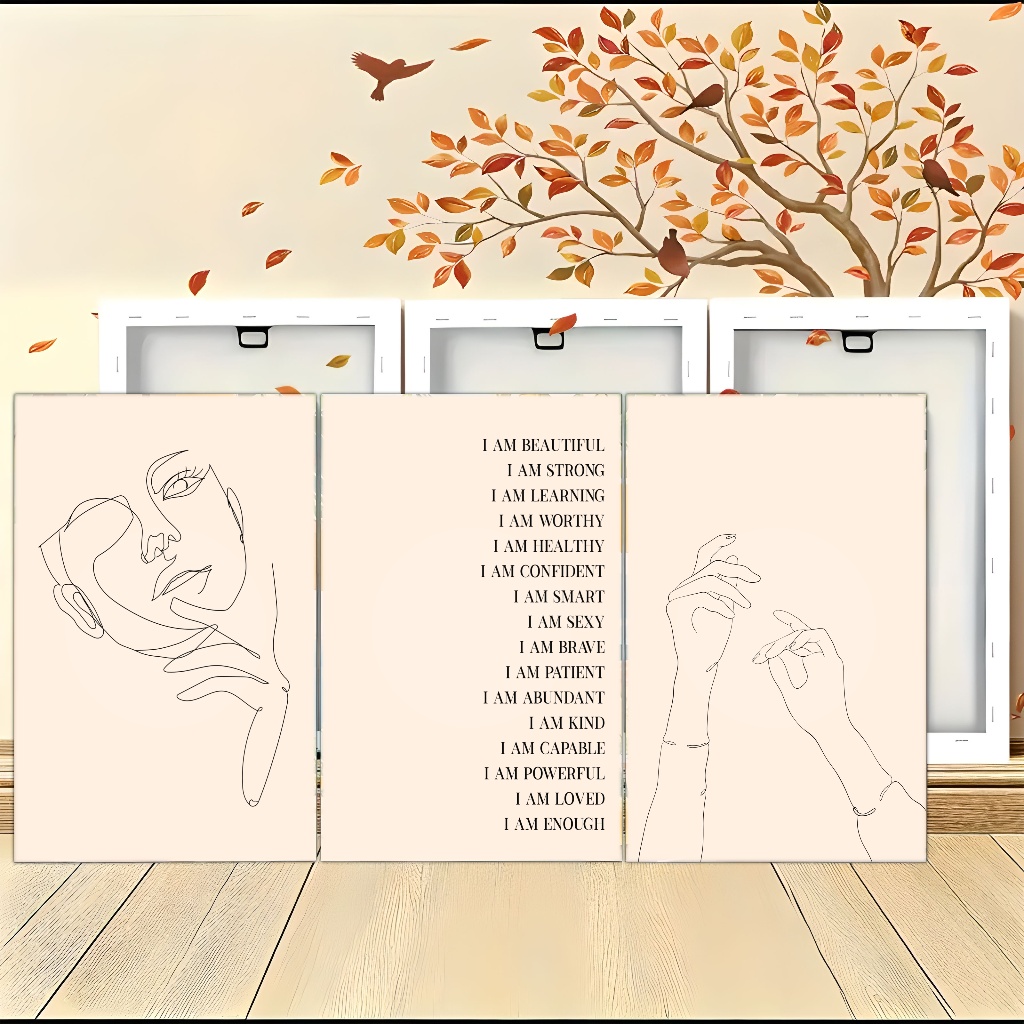 I AM BEAUTIFUL
I AM STRONG
I AM LEARNING
I AM WORTHY
I AM HEALTHY
I AM CONFIDENT
I AM SMART
I AM SEXY
I AM BRAVE
I AM PATIENT
I AM ABUNDANT
I AM KIND
I AM CAPABLE
I AM POWERFUL
I AM LOVED
I AM ENOUGH